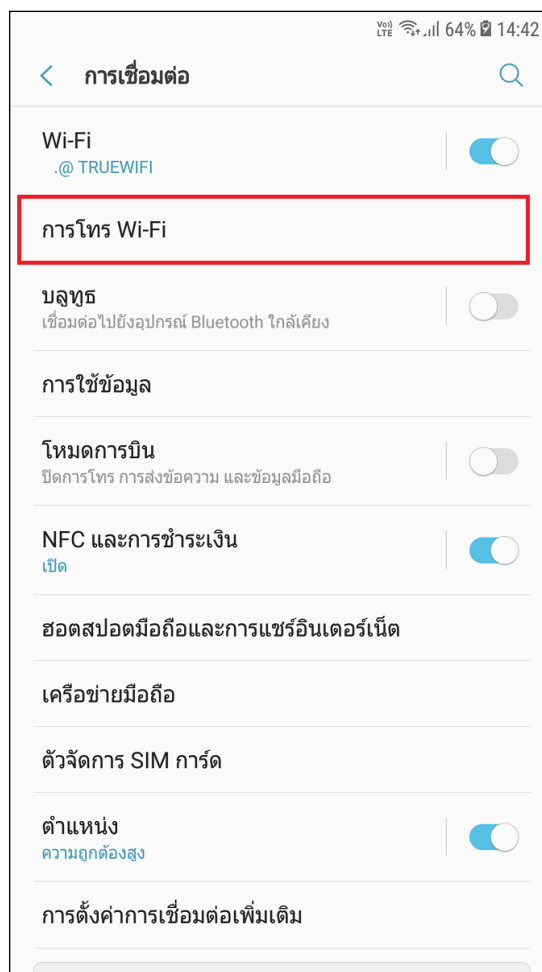 Vo) LTE 64% 14:42
การเชื่อมต่อ
Wi-Fi
.@ TRUEWIFI
การโทร Wi-Fi
บลูทูธ
เชื่อมต่อไปยังอุปกรณ์ Bluetooth ใกล้เคียง
การใช้ข้อมูล
โหมดการบิน
ปิดการโทร การส่งข้อความ และข้อมูลมือถือ
NFC และการชำระเงิน
เปิด
ฮอตสปอตมือถือและการแชร์อินเตอร์เน็ต
เครือข่ายมือถือ
ตัวจัดการ SIM การ์ด
ตำแหน่ง
ความถูกต้องสูง
การตั้งค่าการเชื่อมต่อเพิ่มเติม